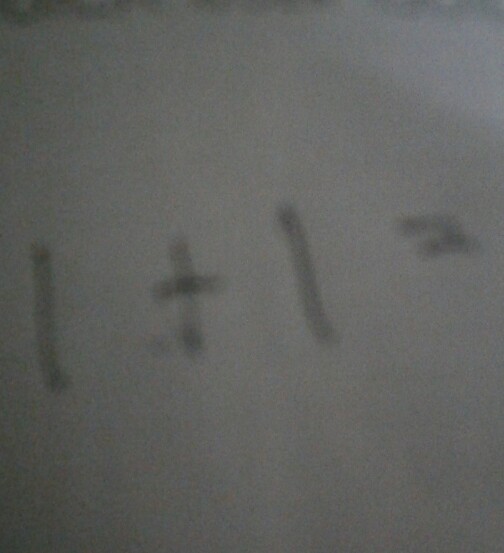 1 + 1 =